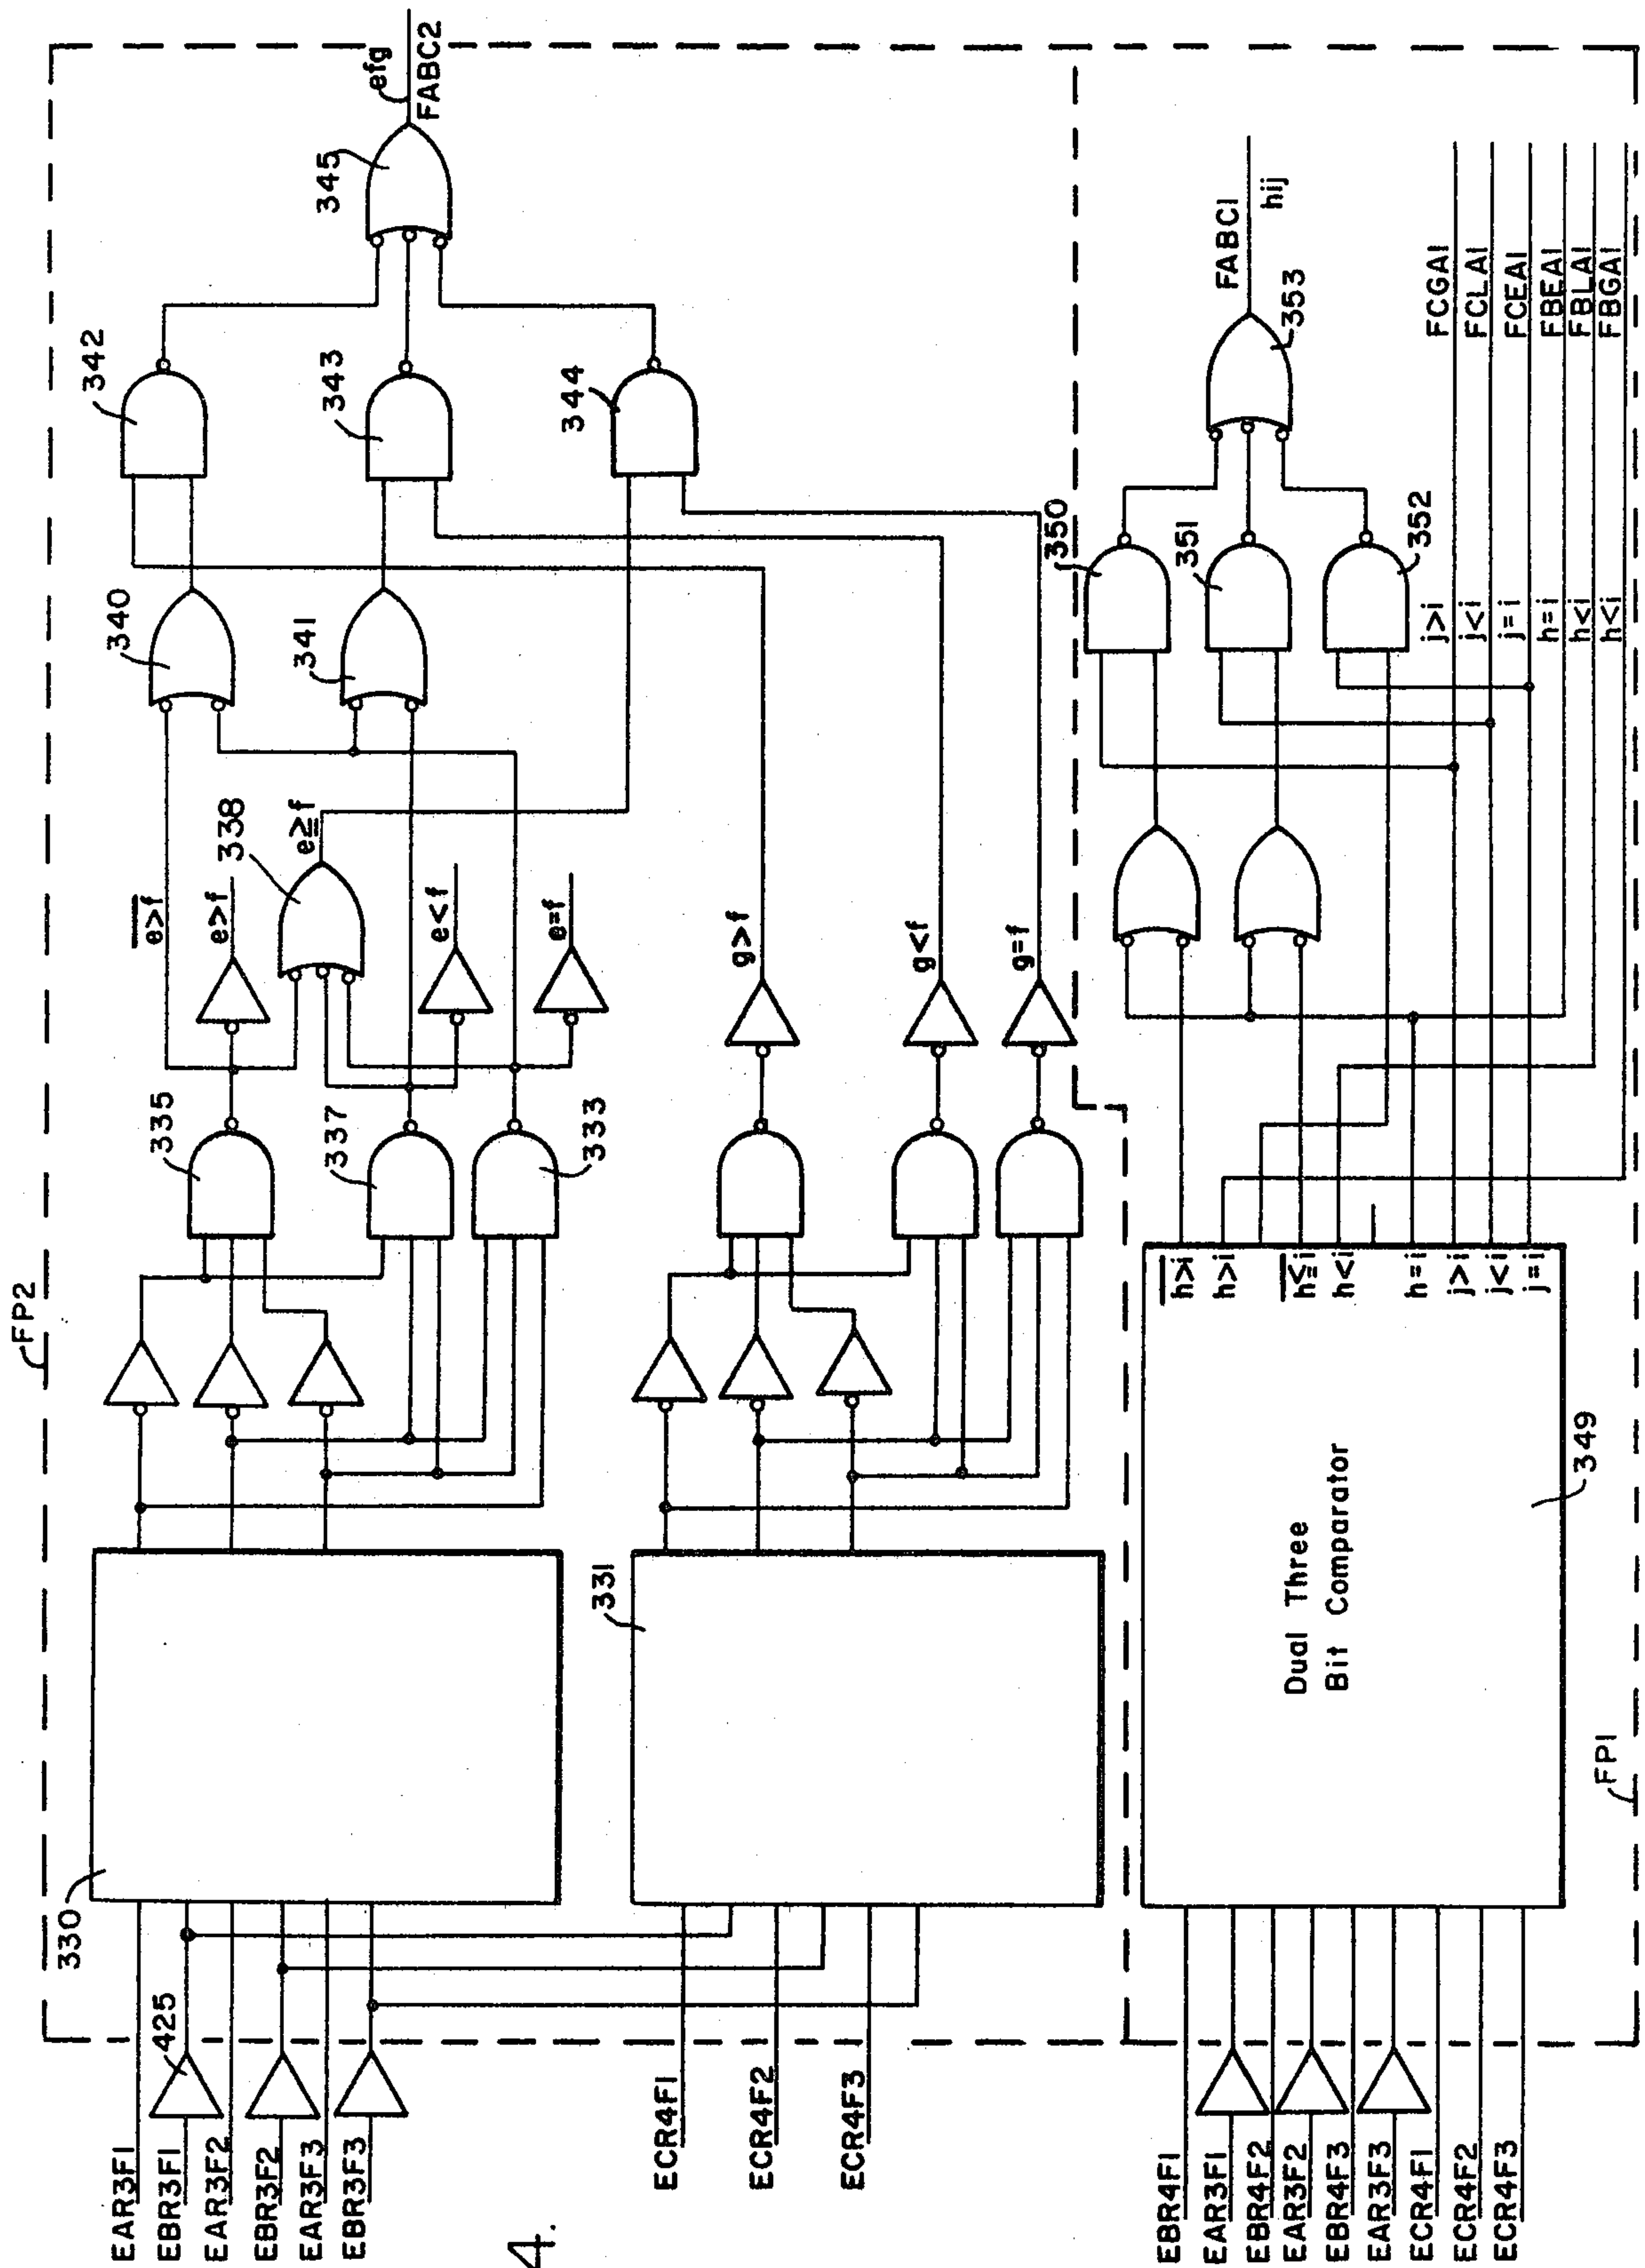 FP2
330
425
EAR3F1
EBR3F1
EAR3F2
EBR3F2
EAR3F3
EBR3F3
335
337
333
e>f
e>f
338
e≧f
e<f
e=f
340
341
342
343
344
345
efg
FABC2
331
ECR4F1
ECR4F2
ECR4F3
g>f
g<f
g=f
4.
EBR4F1
EAR3F1
EBR4F2
EAR3F2
EBR4F3
EAR3F3
ECR4F1
ECR4F2
ECR4F3
Dual Three
Bit Comparator
349
FP1
h>i
h>i
h<=i
h<i
h=i
j>i
j<i
j=i
350
351
352
353
FABC1
hij
j>i
j<i
j=i
h=i
h<i
h<i
FCGA1
FCLA1
FCEA1
FBEA1
FBLA1
FBGA1